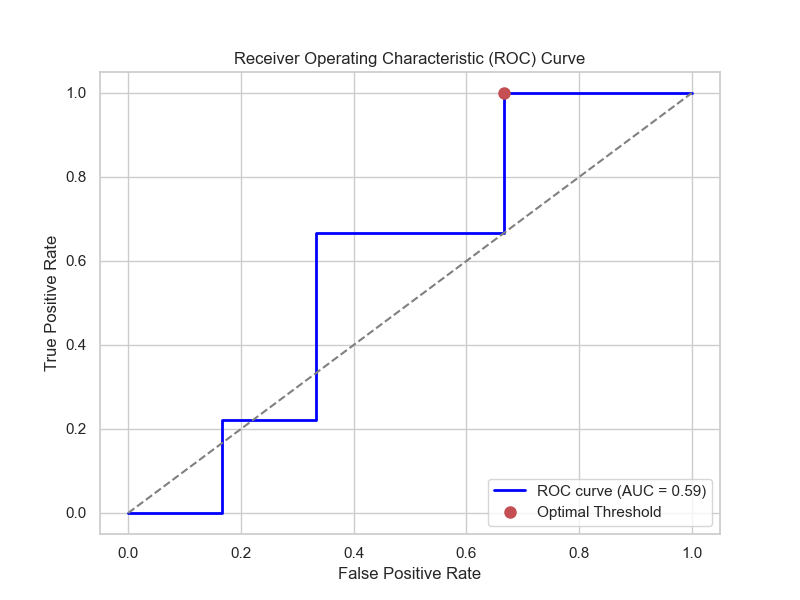 Receiver Operating Characteristic (ROC) Curve
True Positive Rate
1.0
0.8
0.6
0.4
0.2
0.0
ROC curve (AUC = 0.59)
Optimal Threshold
0.0 0.2 0.4 0.6 0.8 1.0
False Positive Rate